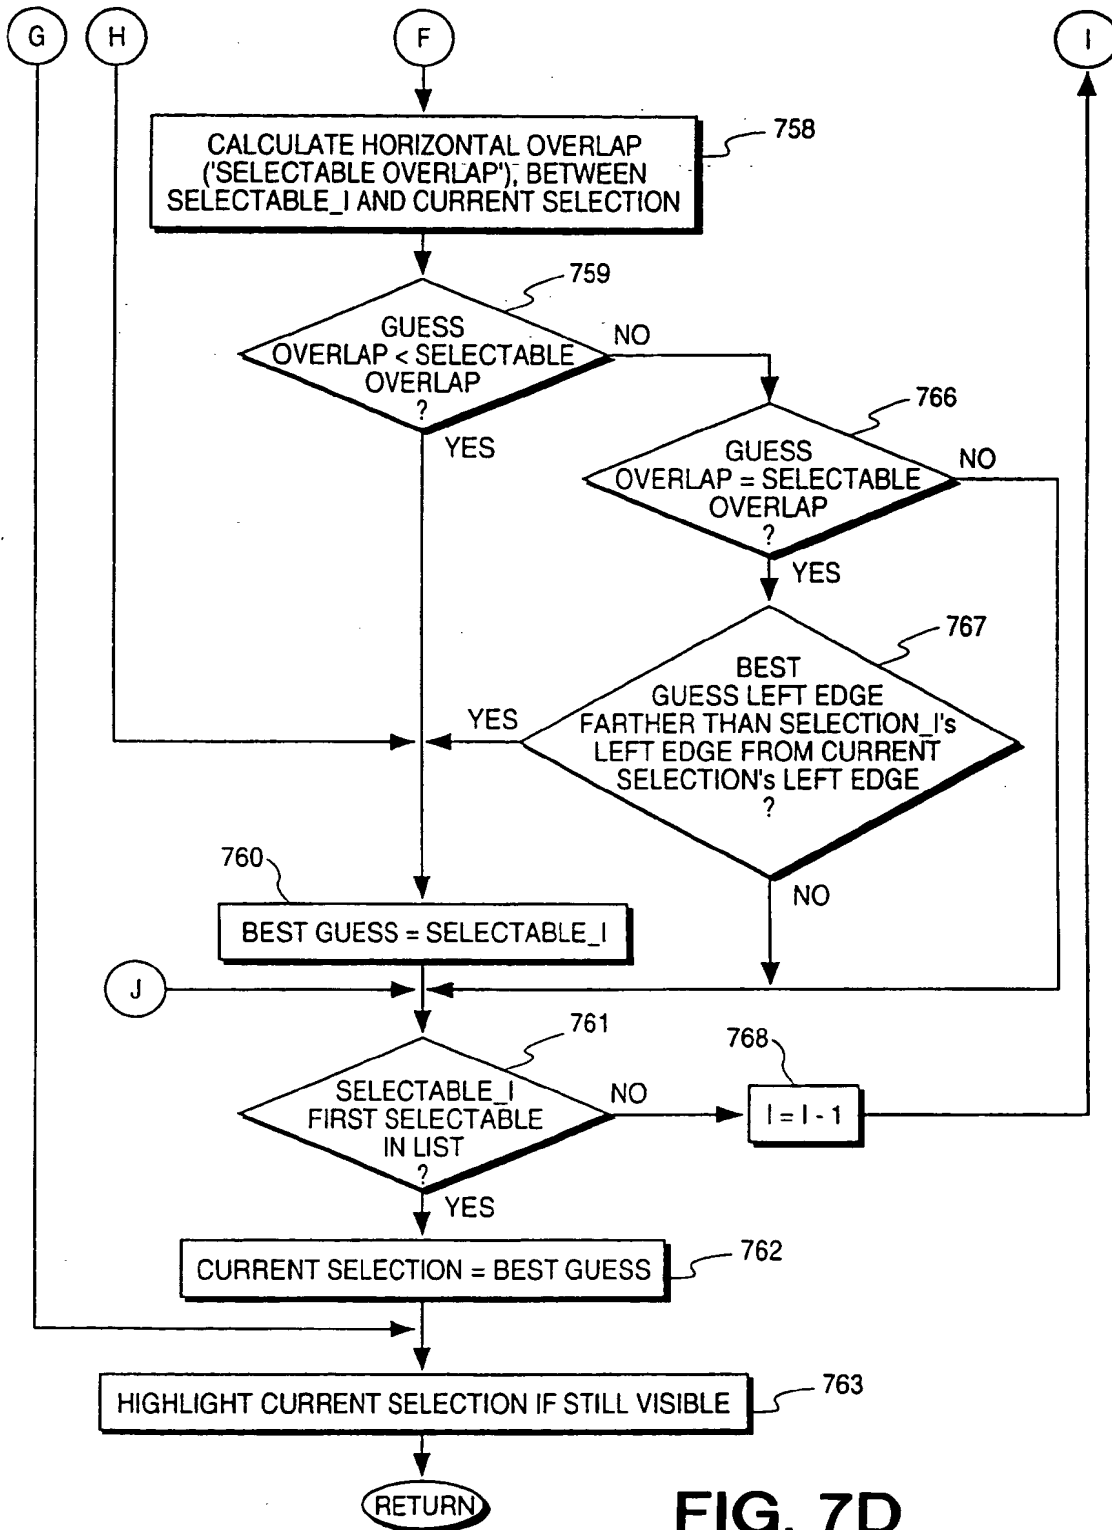 G
H
F
I
CALCULATE HORIZONTAL OVERLAP
('SELECTABLE OVERLAP'), BETWEEN
SELECTABLE_I AND CURRENT SELECTION
758
759
GUESS
OVERLAP < SELECTABLE
OVERLAP
?
NO
YES
766
GUESS
OVERLAP = SELECTABLE
OVERLAP
?
NO
YES
767
BEST
GUESS LEFT EDGE
FARTHER THAN SELECTION_I's
LEFT EDGE FROM CURRENT
SELECTION's LEFT EDGE
?
YES
NO
760
BEST GUESS = SELECTABLE_I
J
761
SELECTABLE_I
FIRST SELECTABLE
IN LIST
?
NO
YES
768
I = I - 1
CURRENT SELECTION = BEST GUESS
762
HIGHLIGHT CURRENT SELECTION IF STILL VISIBLE
763
RETURN
FIG. 7D